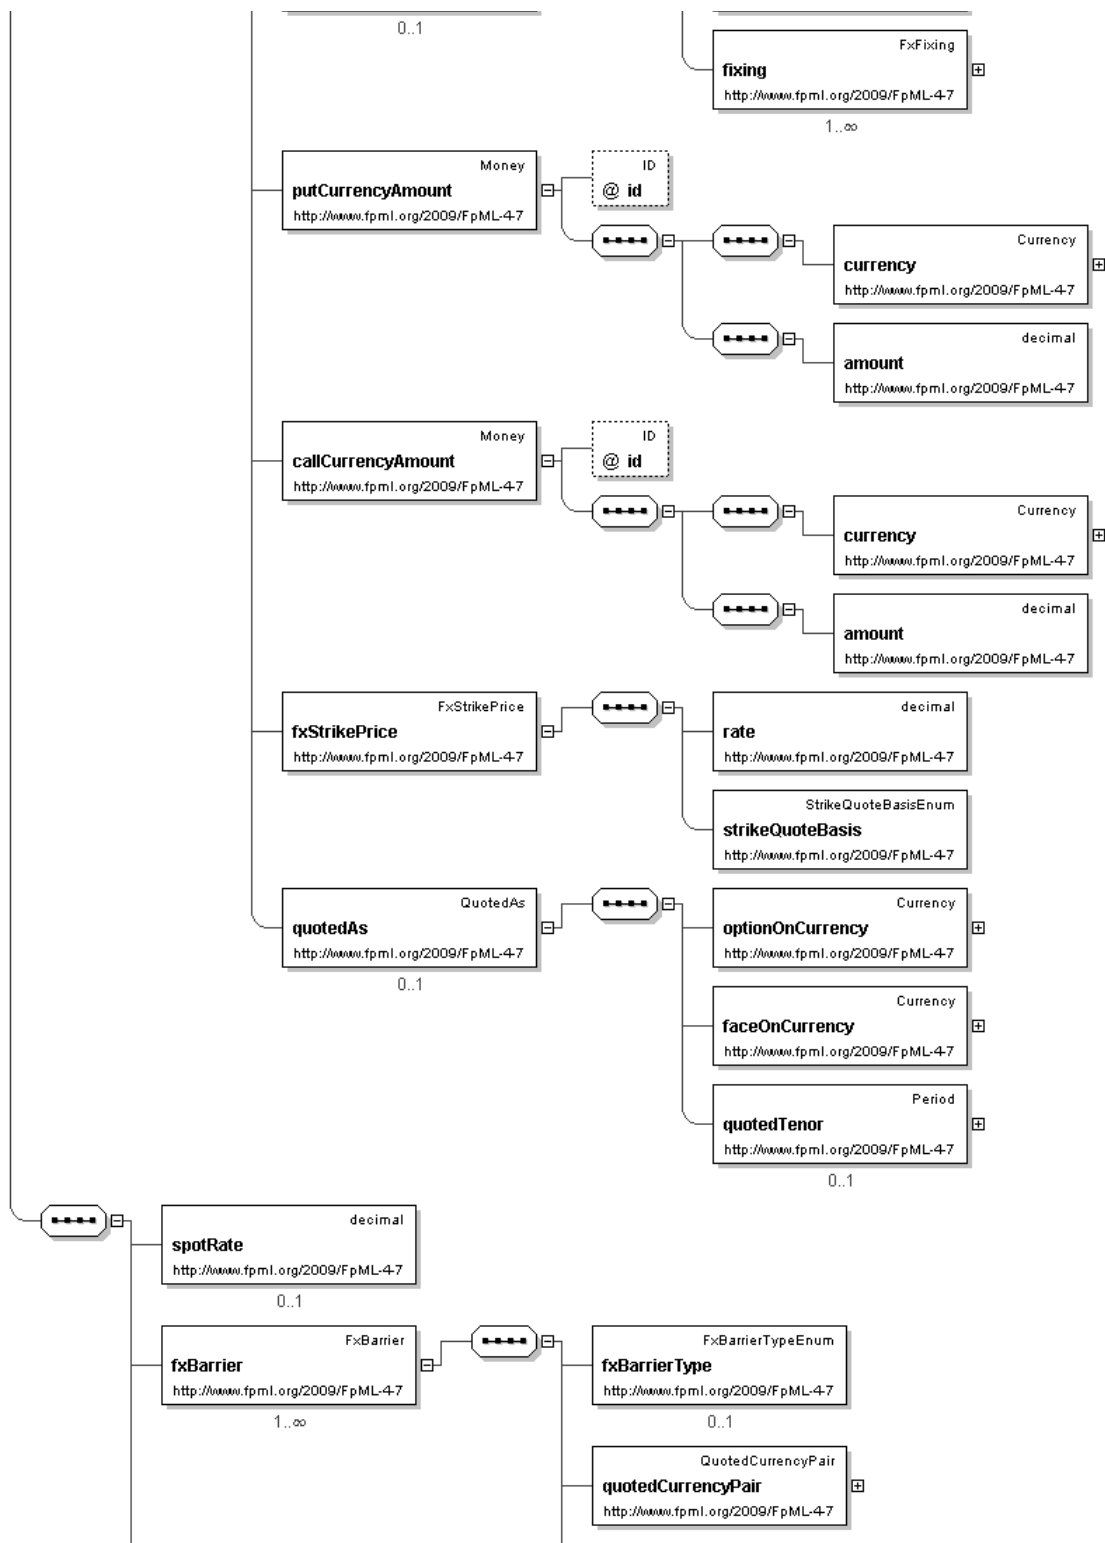 0..1
FxFixing
fixing
http://www.fpml.org/2009/FpML-4-7
1..∞
Money
putCurrencyAmount
http://www.fpml.org/2009/FpML-4-7
ID
@ id
Currency
currency
http://www.fpml.org/2009/FpML-4-7
decimal
amount
http://www.fpml.org/2009/FpML-4-7
Money
callCurrencyAmount
http://www.fpml.org/2009/FpML-4-7
ID
@ id
Currency
currency
http://www.fpml.org/2009/FpML-4-7
decimal
amount
http://www.fpml.org/2009/FpML-4-7
FxStrikePrice
fxStrikePrice
http://www.fpml.org/2009/FpML-4-7
decimal
rate
http://www.fpml.org/2009/FpML-4-7
StrikeQuoteBasisEnum
strikeQuoteBasis
http://www.fpml.org/2009/FpML-4-7
QuotedAs
quotedAs
http://www.fpml.org/2009/FpML-4-7
0..1
Currency
optionOnCurrency
http://www.fpml.org/2009/FpML-4-7
Currency
faceOnCurrency
http://www.fpml.org/2009/FpML-4-7
Period
quotedTenor
http://www.fpml.org/2009/FpML-4-7
0..1
decimal
spotRate
http://www.fpml.org/2009/FpML-4-7
0..1
FxBarrier
fxBarrier
http://www.fpml.org/2009/FpML-4-7
1..∞
FxBarrierTypeEnum
fxBarrierType
http://www.fpml.org/2009/FpML-4-7
0..1
QuotedCurrencyPair
quotedCurrencyPair
http://www.fpml.org/2009/FpML-4-7